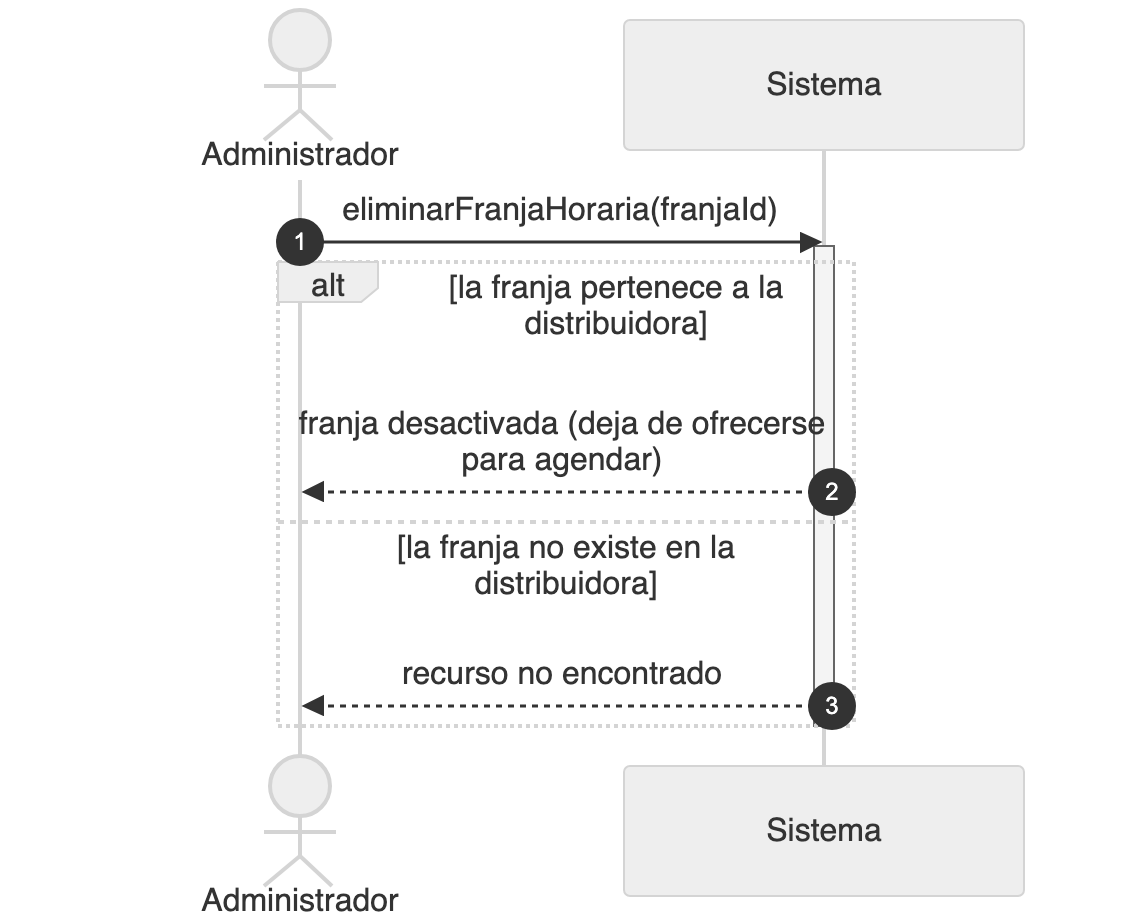 Sistema
Administrador
eliminarFranjaHoraria(franjaId)
1
alt
[la franja pertenece a la
distribuidora]
franja desactivada (deja de ofrecerse
para agendar)
2
[la franja no existe en la
distribuidora]
recurso no encontrado
3
Sistema
Administrador